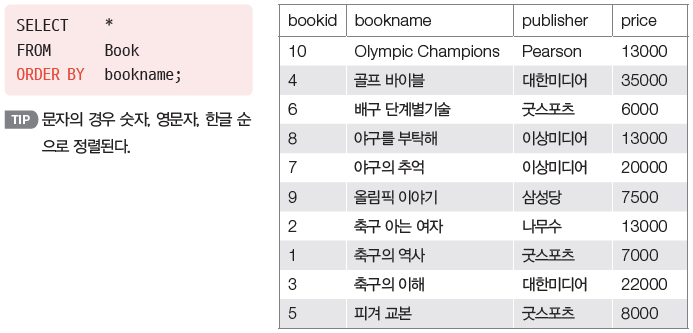 SELECT *
FROM Book
ORDER BY bookname;
TIP 문자의 경우 숫자, 영문자, 한글 순
으로 정렬된다.
bookid bookname publisher price
10 Olympic Champions Pearson 13000
4 골프 바이블 대한미디어 35000
6 배구 단계별기술 굿스포츠 6000
8 야구를 부탁해 이상미디어 13000
7 야구의 추억 이상미디어 20000
9 올림픽 이야기 삼성당 7500
2 축구 아는 여자 나무수 13000
1 축구의 역사 굿스포츠 7000
3 축구의 이해 대한미디어 22000
5 피겨 교본 굿스포츠 8000